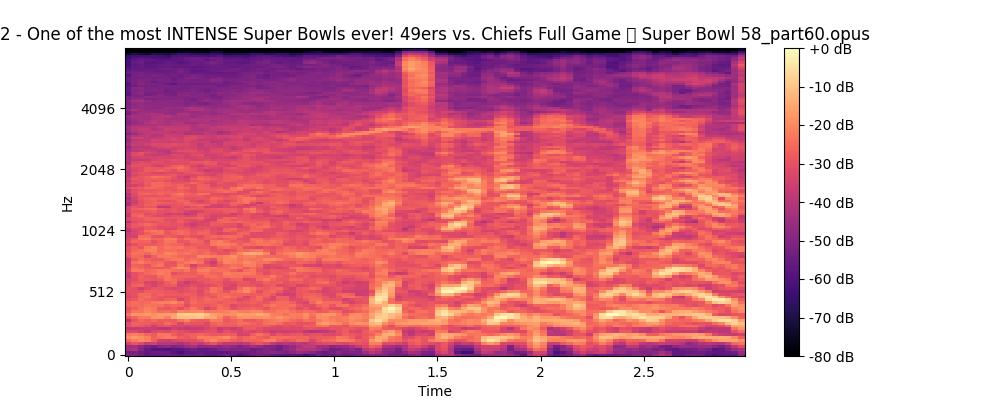 2 - One of the most INTENSE Super Bowls ever! 49ers vs. Chiefs Full Game ▯ Super Bowl 58_part60.opus
+0 dB
4096
-10 dB
-20 dB
2048
-30 dB
Hz
-40 dB
1024
-50 dB
512
-60 dB
-70 dB
0
-80 dB
0
0.5
1
1.5
2
2.5
Time